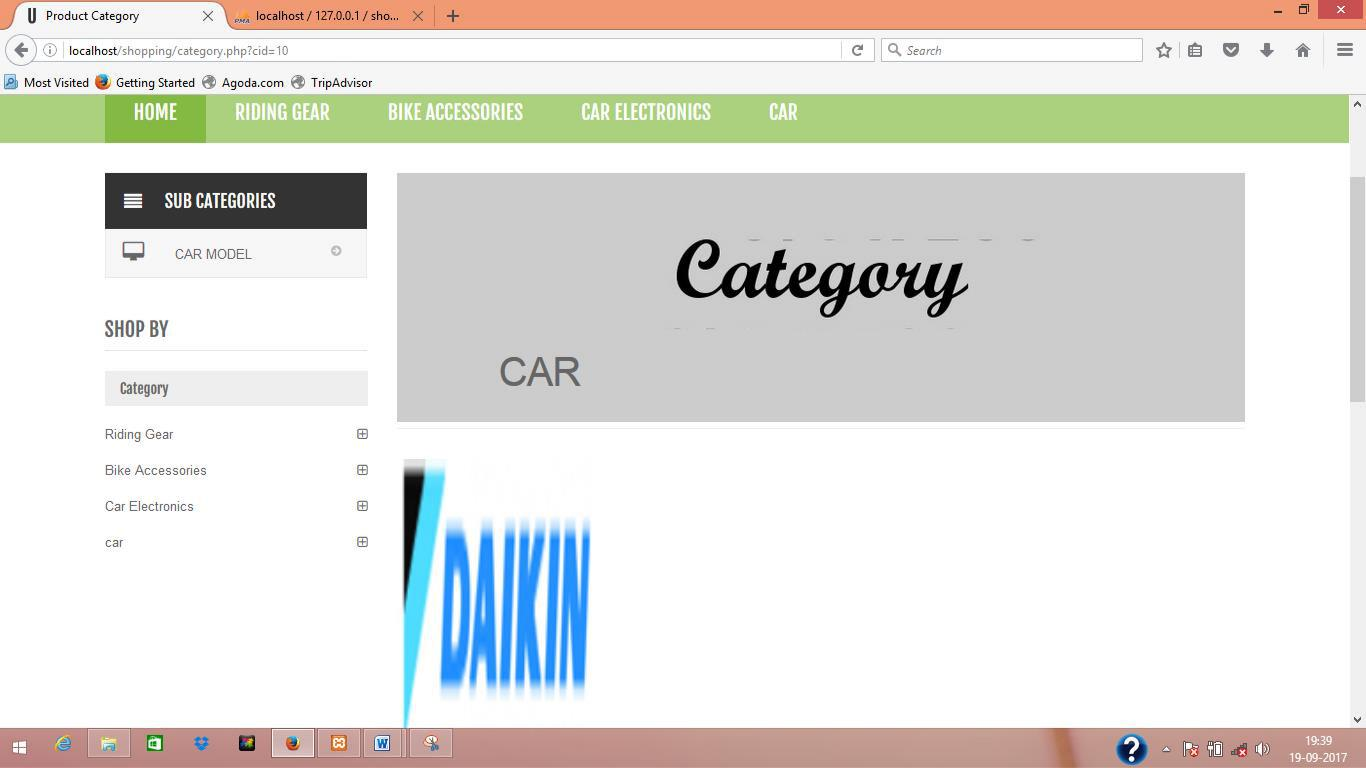 Product Category
localhost / 127.0.0.1 / sho...
localhost/shopping/category.php?cid=10
Search
Most Visited Getting Started Agoda.com TripAdvisor
HOME RIDING GEAR BIKE ACCESSORIES CAR ELECTRONICS CAR
SUB CATEGORIES
CAR MODEL
SHOP BY
Category
Riding Gear
Bike Accessories
Car Electronics
car
Category
CAR
DAIKIN
19:39
19-09-2017